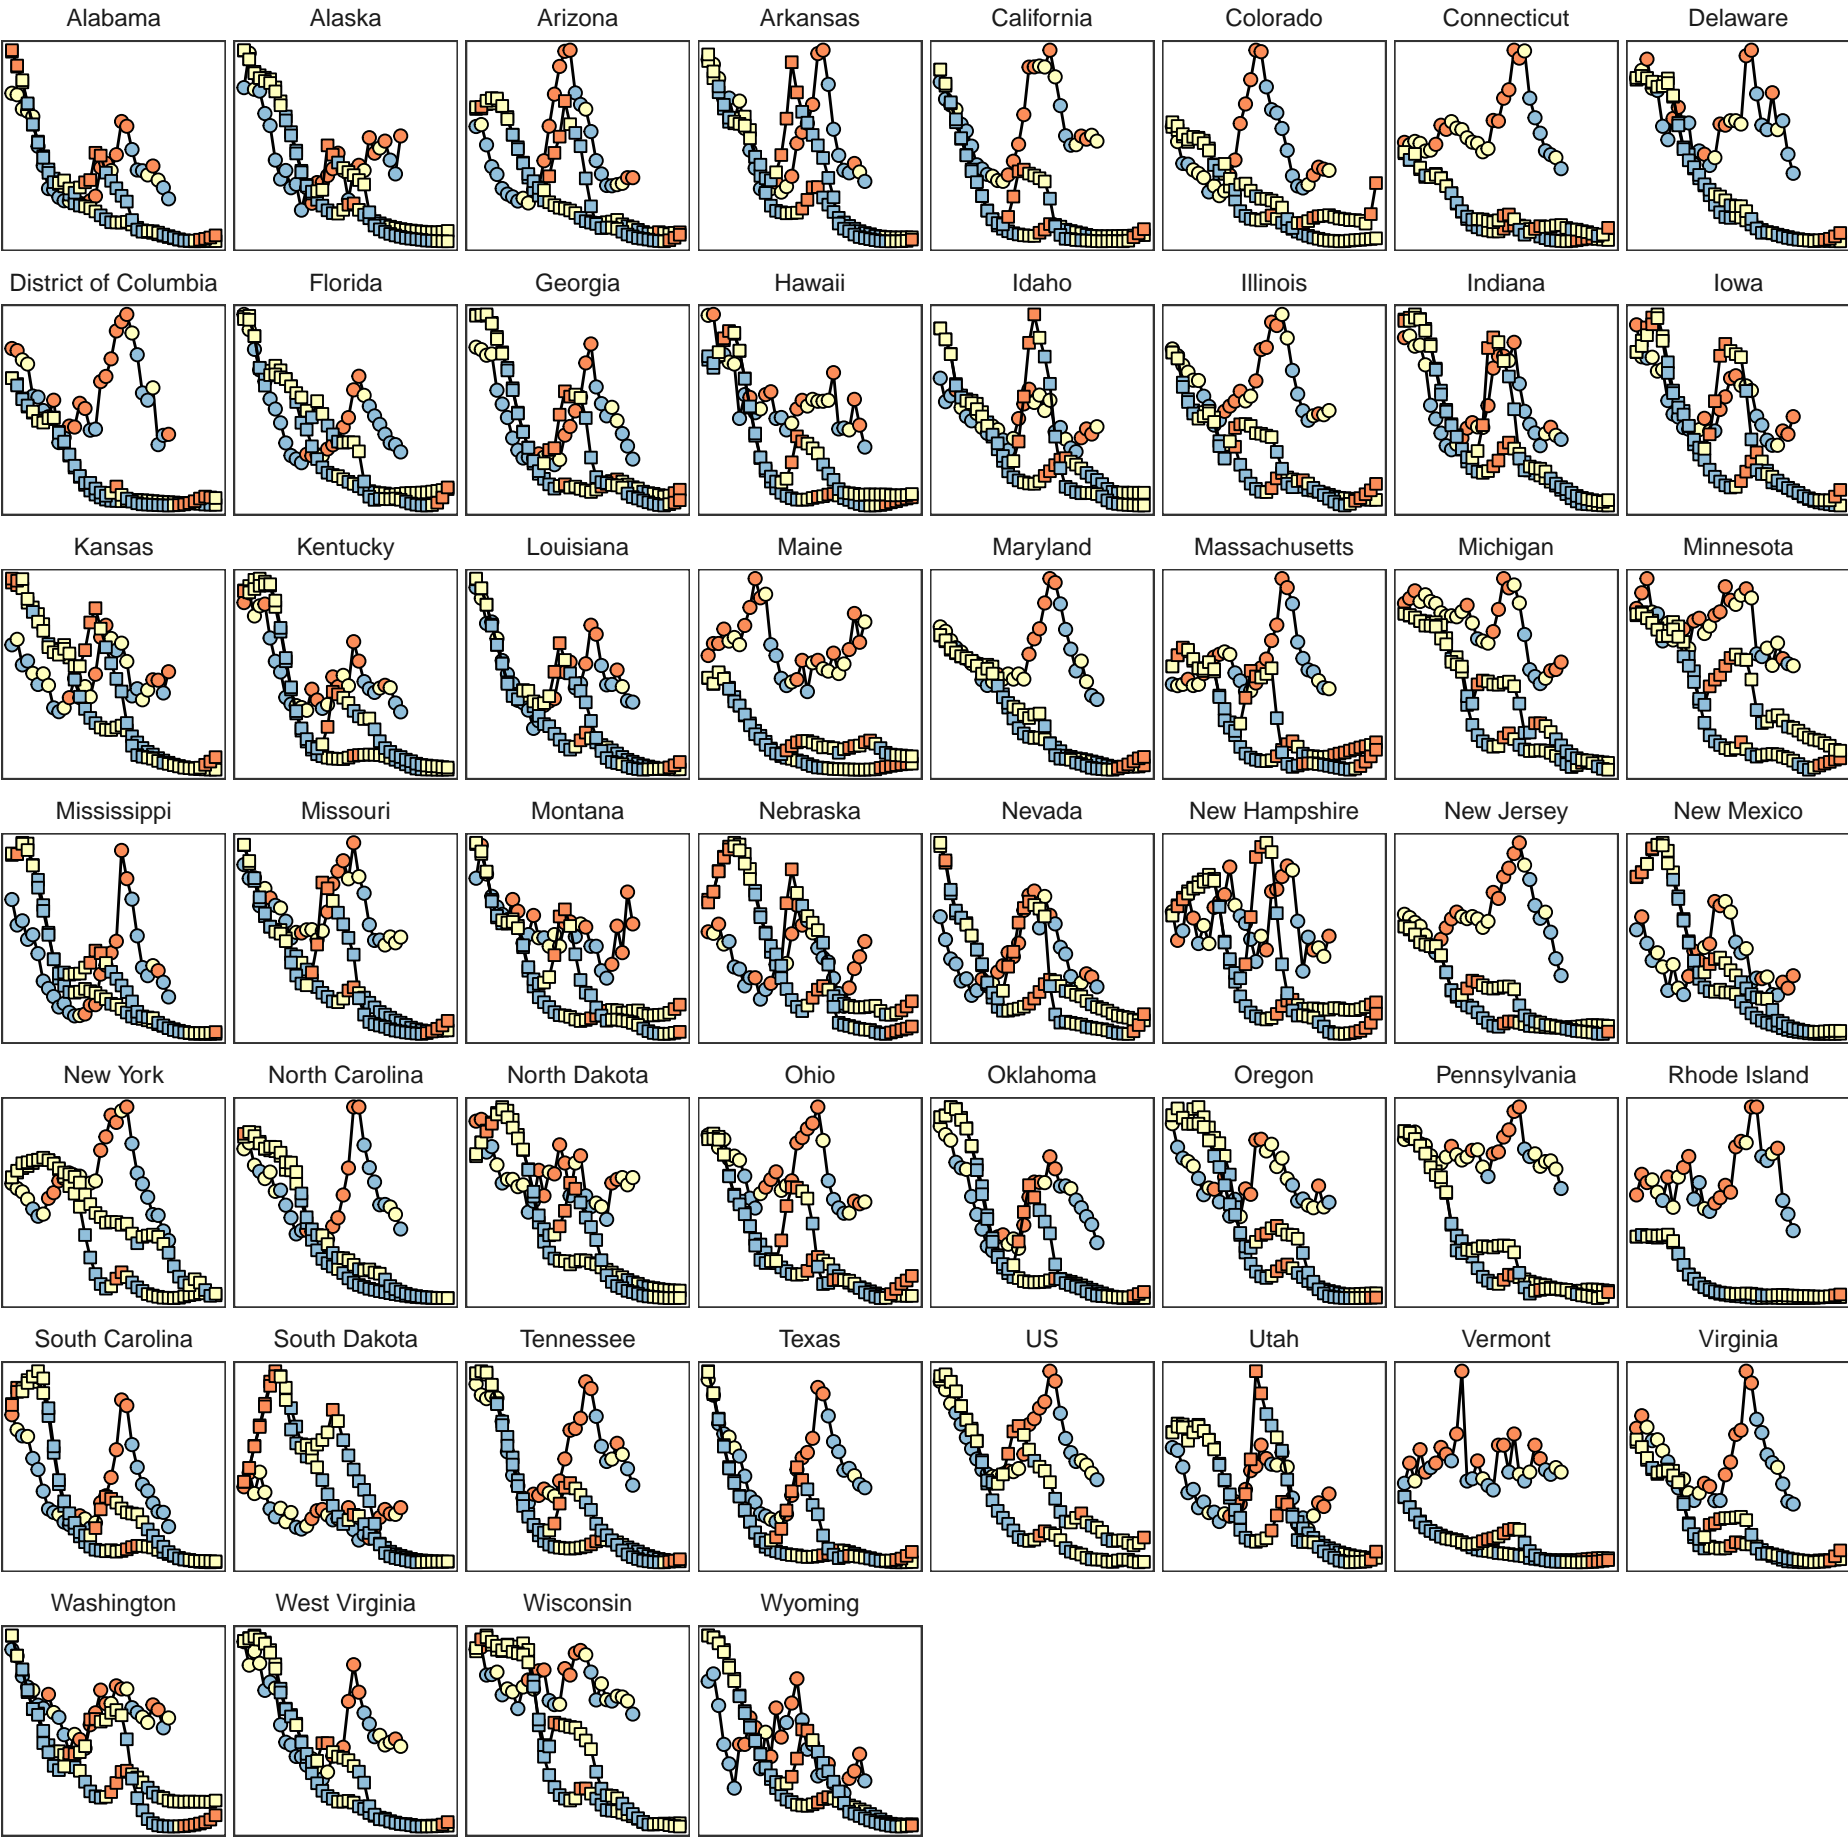 Alabama Alaska Arizona Arkansas California Colorado Connecticut Delaware
District of Columbia Florida Georgia Hawaii Idaho Illinois Indiana Iowa
Kansas Kentucky Louisiana Maine Maryland Massachusetts Michigan Minnesota
Mississippi Missouri Montana Nebraska Nevada New Hampshire New Jersey New Mexico
New York North Carolina North Dakota Ohio Oklahoma Oregon Pennsylvania Rhode Island
South Carolina South Dakota Tennessee Texas US Utah Vermont Virginia
Washington West Virginia Wisconsin Wyoming